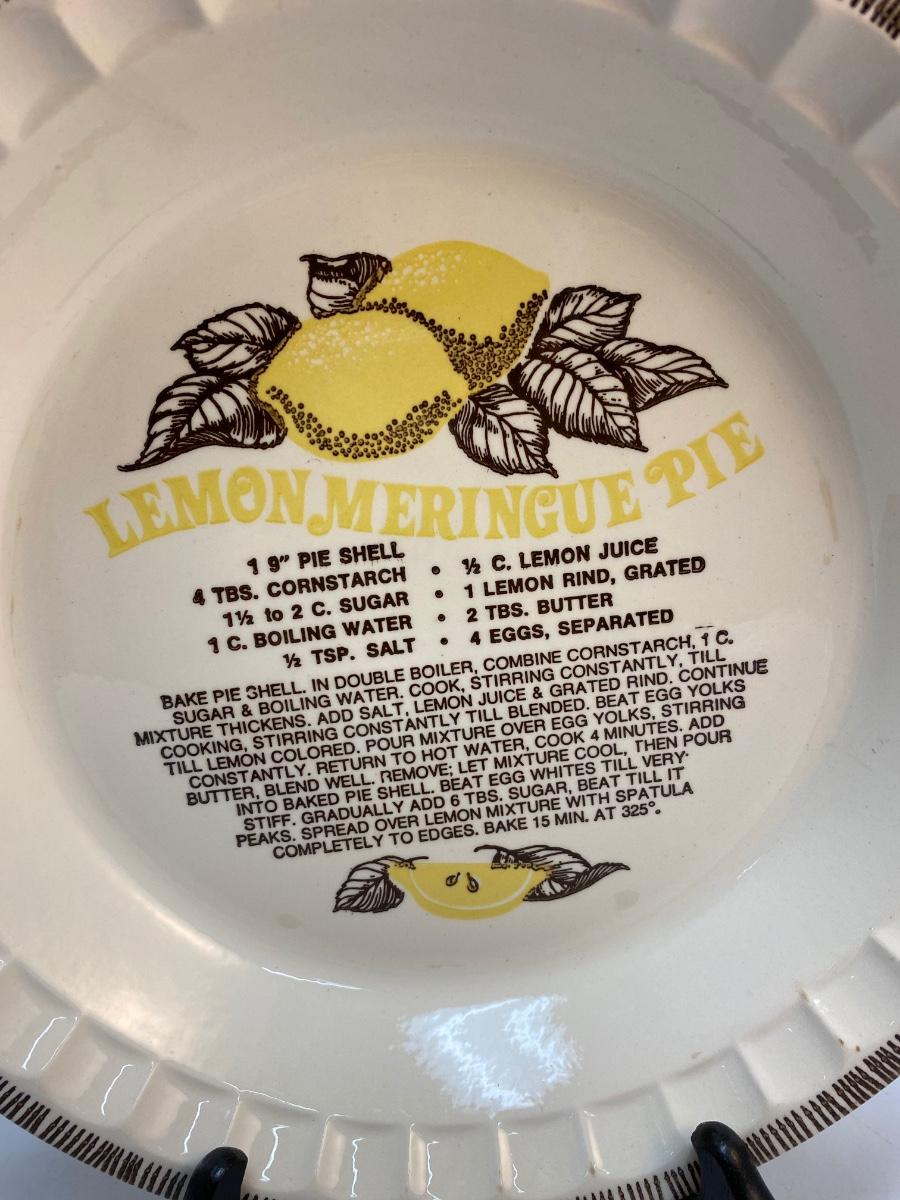 LEMON MERINGUE PIE
1 9" PIE SHELL • ½ C. LEMON JUICE
4 TBS. CORNSTARCH • 1 LEMON RIND, GRATED
1½ to 2 C. SUGAR • 2 TBS. BUTTER
1 C. BOILING WATER • 4 EGGS, SEPARATED
½ TSP. SALT
BAKE PIE SHELL. IN DOUBLE BOILER, COMBINE CORNSTARCH, 1 C.
SUGAR & BOILING WATER. COOK, STIRRING CONSTANTLY, TILL
MIXTURE THICKENS. ADD SALT, LEMON JUICE & GRATED RIND. CONTINUE
COOKING, STIRRING CONSTANTLY TILL BLENDED. BEAT EGG YOLKS
TILL LEMON COLORED. POUR MIXTURE OVER EGG YOLKS, STIRRING
CONSTANTLY. RETURN TO HOT WATER, COOK 4 MINUTES. ADD
BUTTER, BLEND WELL. REMOVE; LET MIXTURE COOL, THEN POUR
INTO BAKED PIE SHELL. BEAT EGG WHITES TILL VERY
STIFF. GRADUALLY ADD 6 TBS. SUGAR, BEAT TILL IT
PEAKS. SPREAD OVER LEMON MIXTURE WITH SPATULA
COMPLETELY TO EDGES. BAKE 15 MIN. AT 325°.